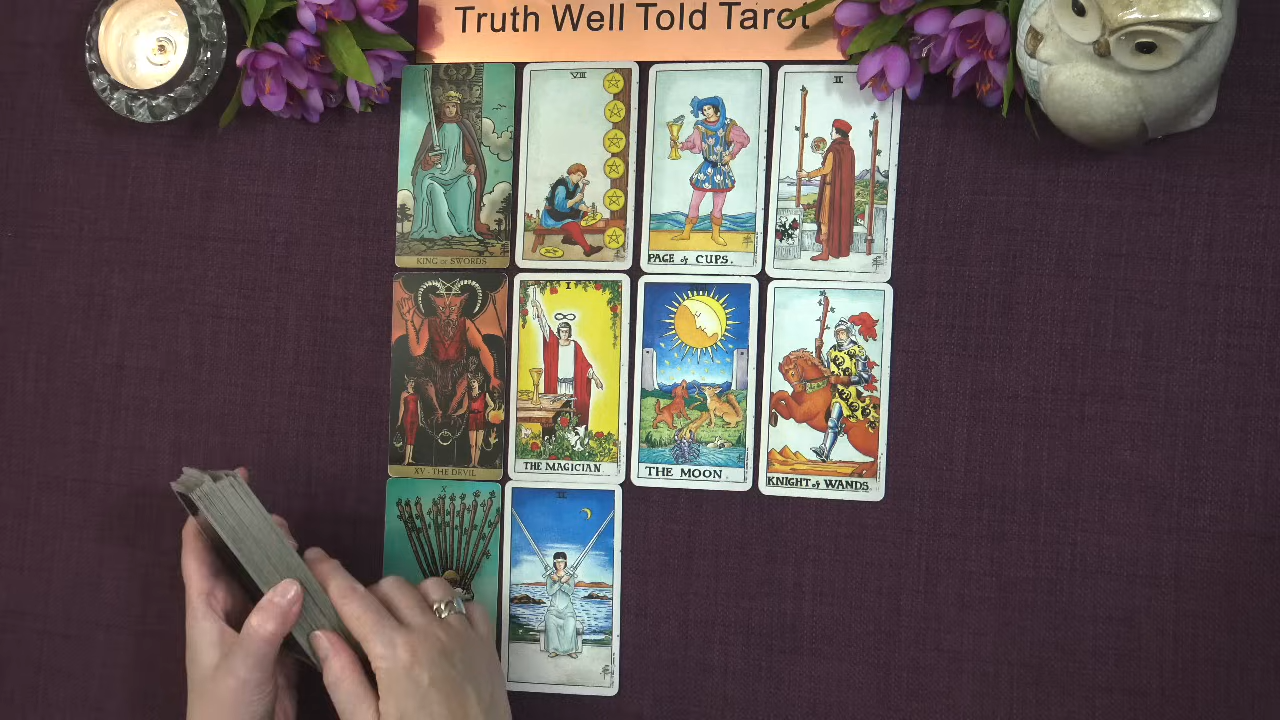 Truth Well Told Tarot
KING of SWORDS
VIII
PAGE of CUPS.
II
XV - THE DEVIL
I
THE MAGICIAN.
THE MOON.
KNIGHT of WANDS.
X
II